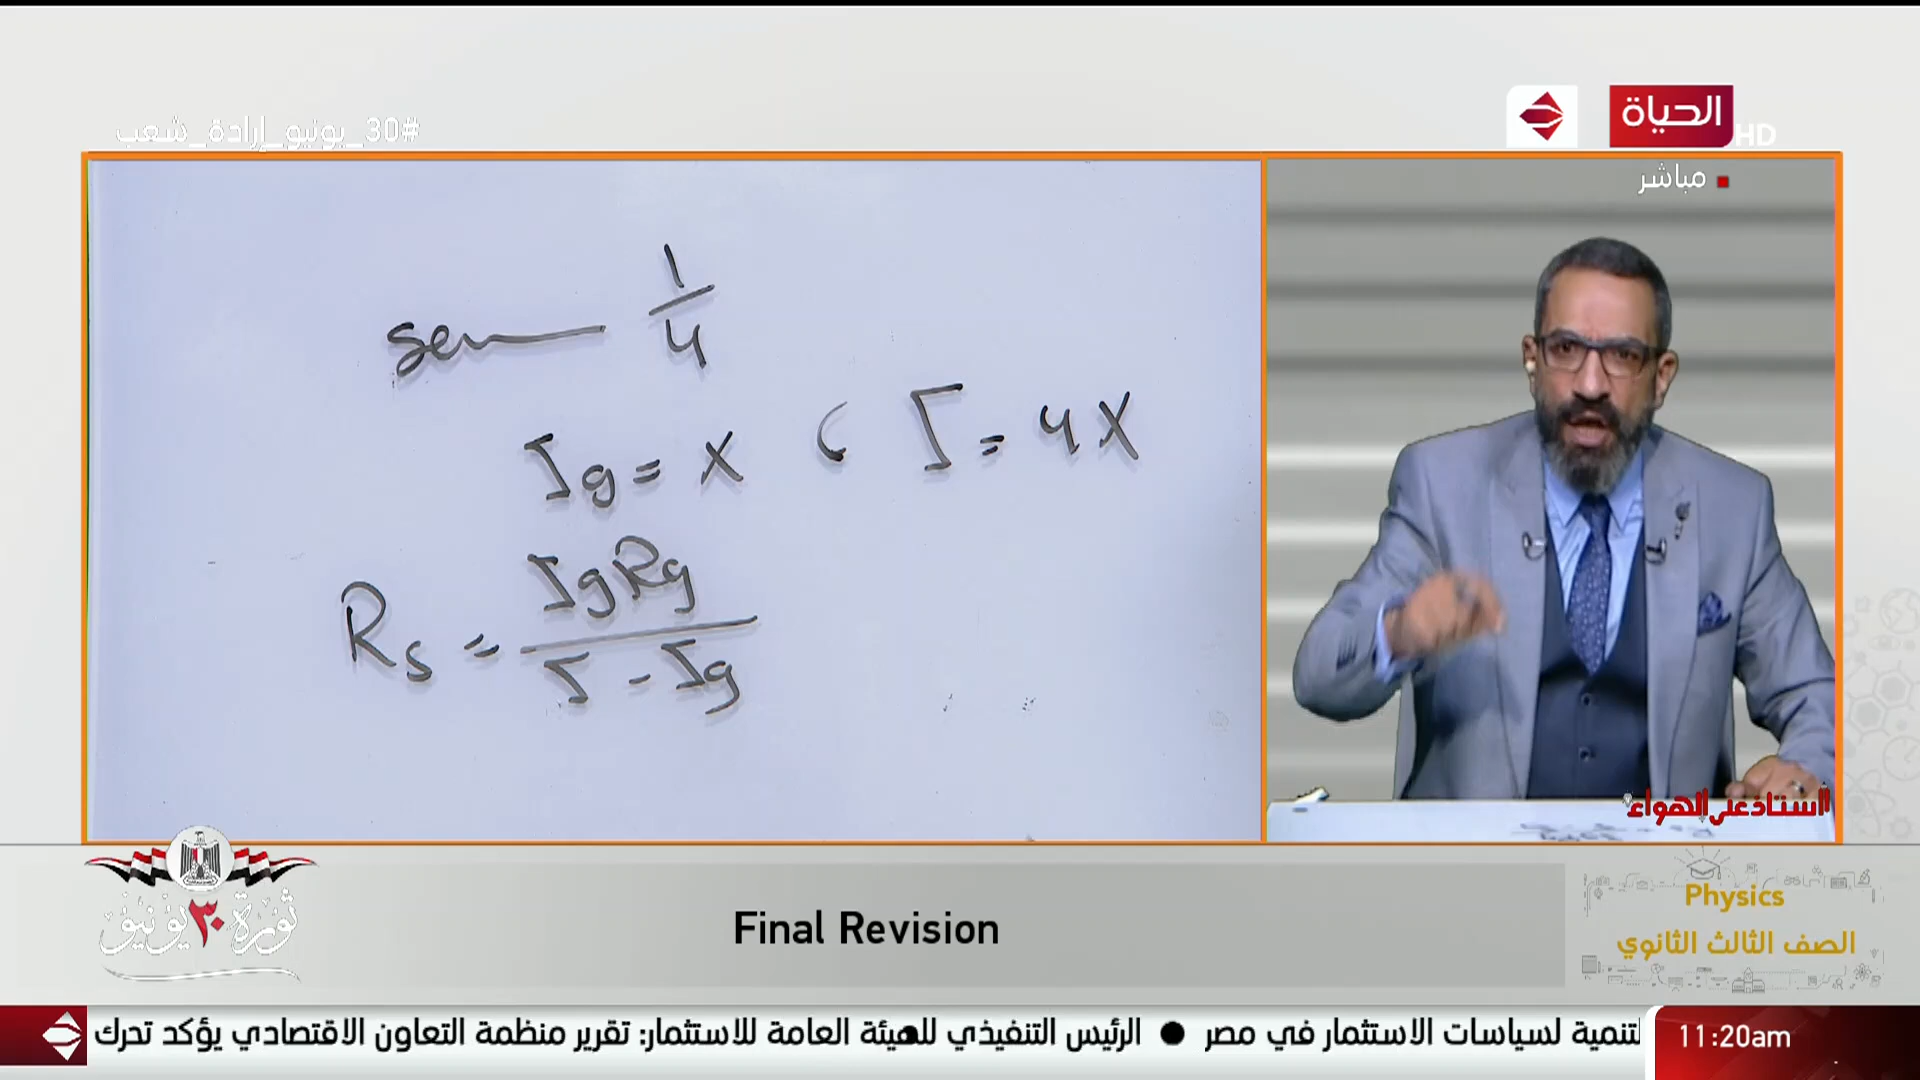 #30_يونيو_إرادة_شعب
الحياة
HD
مباشر
sen 1/4
Ig = X ، I = 4X
Rs = IgRg / I - Ig
استاذ على الهواء
ثورة ٣٠ يونيو
Final Revision
Physics
الصف الثالث الثانوي
لتنمية لسياسات الاستثمار في مصر ● الرئيس التنفيذي للهيئة العامة للاستثمار: تقرير منظمة التعاون الاقتصادي يؤكد تحرك
11:20am